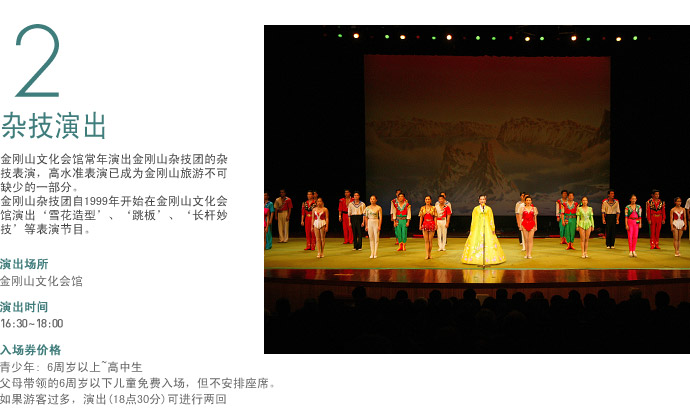 2
杂技演出
金刚山文化会馆常年演出金刚山杂技团的杂
技表演，高水准表演已成为金刚山旅游不可
缺少的一部分。
金刚山杂技团自1999年开始在金刚山文化会
馆演出‘雪花造型’、‘跳板’、‘长杆妙
技’等表演节目。
演出场所
金刚山文化会馆
演出时间
16:30~18:00
入场券价格
青少年: 6周岁以上~高中生
父母带领的6周岁以下儿童免费入场，但不安排座席。
如果游客过多，演出(18点30分)可进行两回